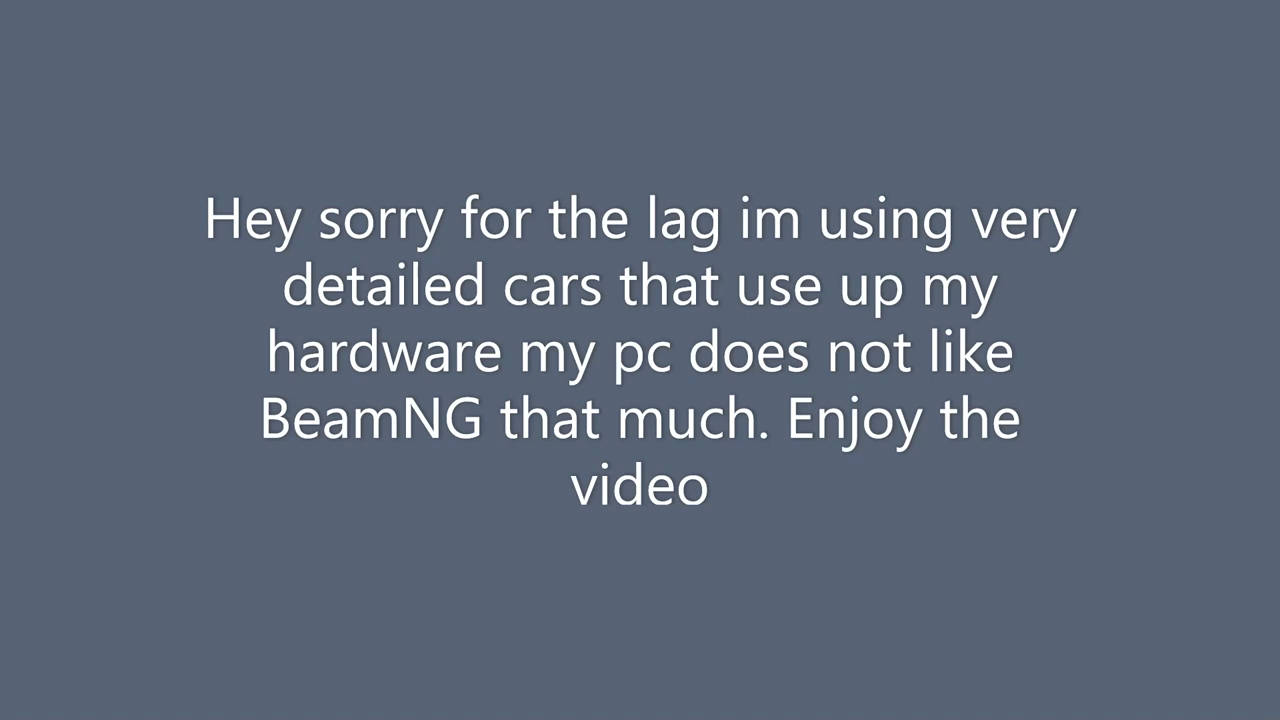 Hey sorry for the lag im using very
detailed cars that use up my
hardware my pc does not like
BeamNG that much. Enjoy the
video